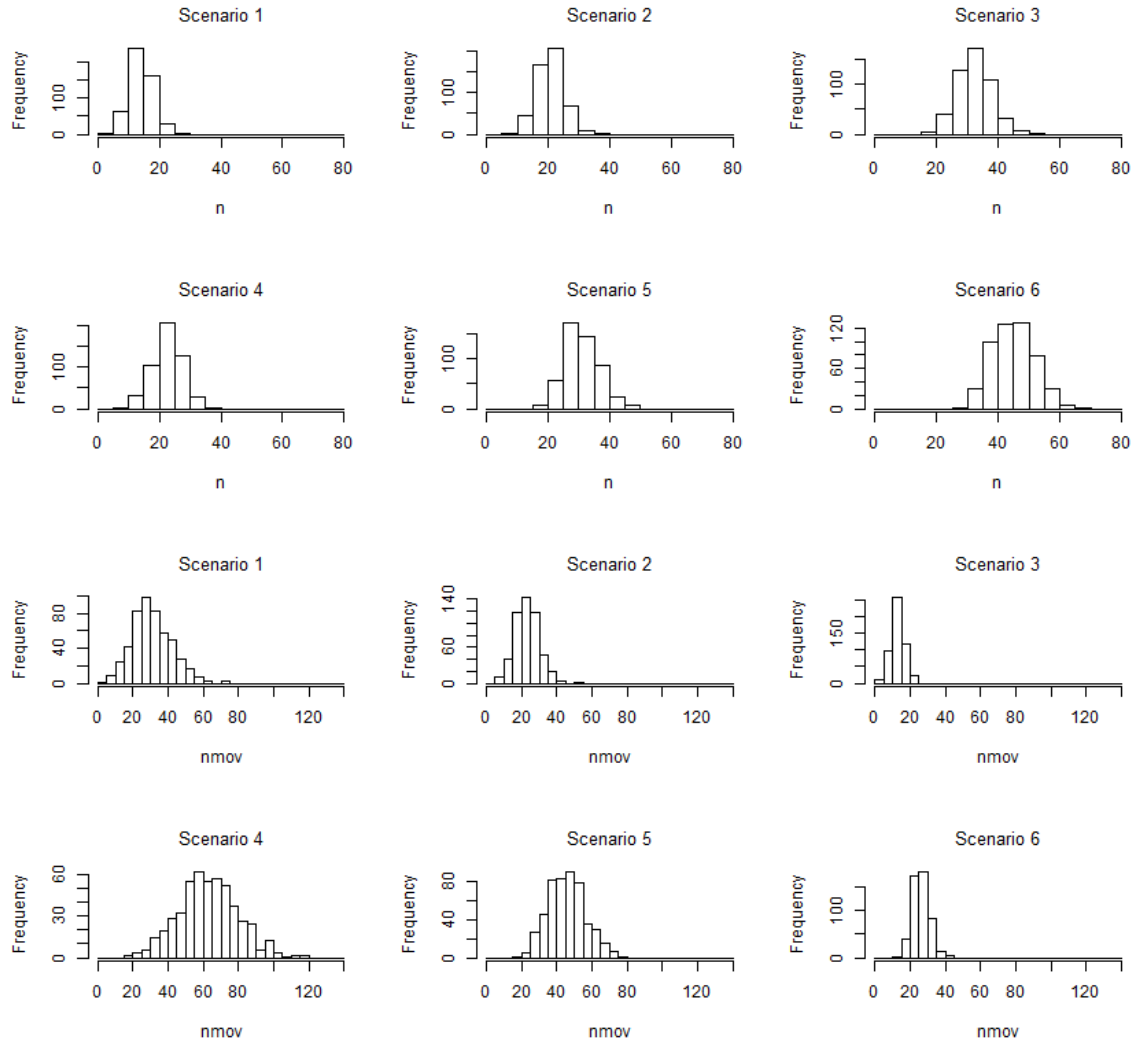 Scenario 1 Scenario 2 Scenario 3
Frequency Frequency Frequency
0 100 0 100 0 100
0 20 40 60 80 0 20 40 60 80 0 20 40 60 80
n n n
Scenario 4 Scenario 5 Scenario 6
Frequency Frequency Frequency
0 100 0 100 0 60 120
0 20 40 60 80 0 20 40 60 80 0 20 40 60 80
n n n
Scenario 1 Scenario 2 Scenario 3
Frequency Frequency Frequency
0 40 80 0 60 140 0 150
0 20 40 60 80 120 0 20 40 60 80 120 0 20 40 60 80 120
nmov nmov nmov
Scenario 4 Scenario 5 Scenario 6
Frequency Frequency Frequency
0 30 60 0 40 80 0 100
0 20 40 60 80 120 0 20 40 60 80 120 0 20 40 60 80 120
nmov nmov nmov